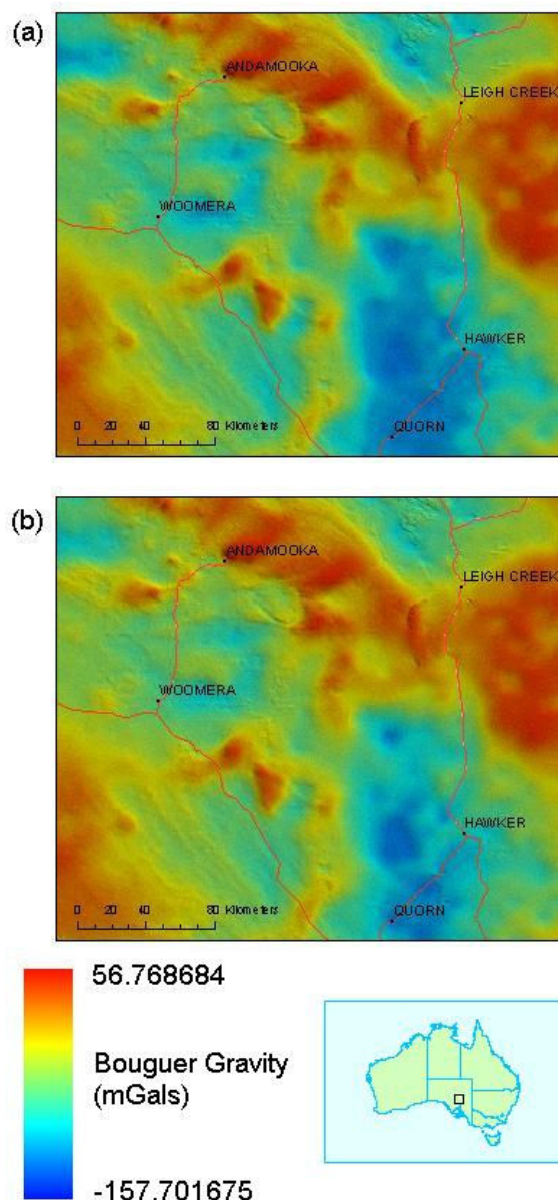 (a)
ANDAMOOKA
LEIGH CREEK
WOOMERA
HAWKER
0 20 40 80 Kilometers
QUORN
(b)
ANDAMOOKA
LEIGH CREEK
WOOMERA
HAWKER
0 20 40 80 Kilometers
QUORN
56.768684
Bouguer Gravity
(mGals)
-157.701675